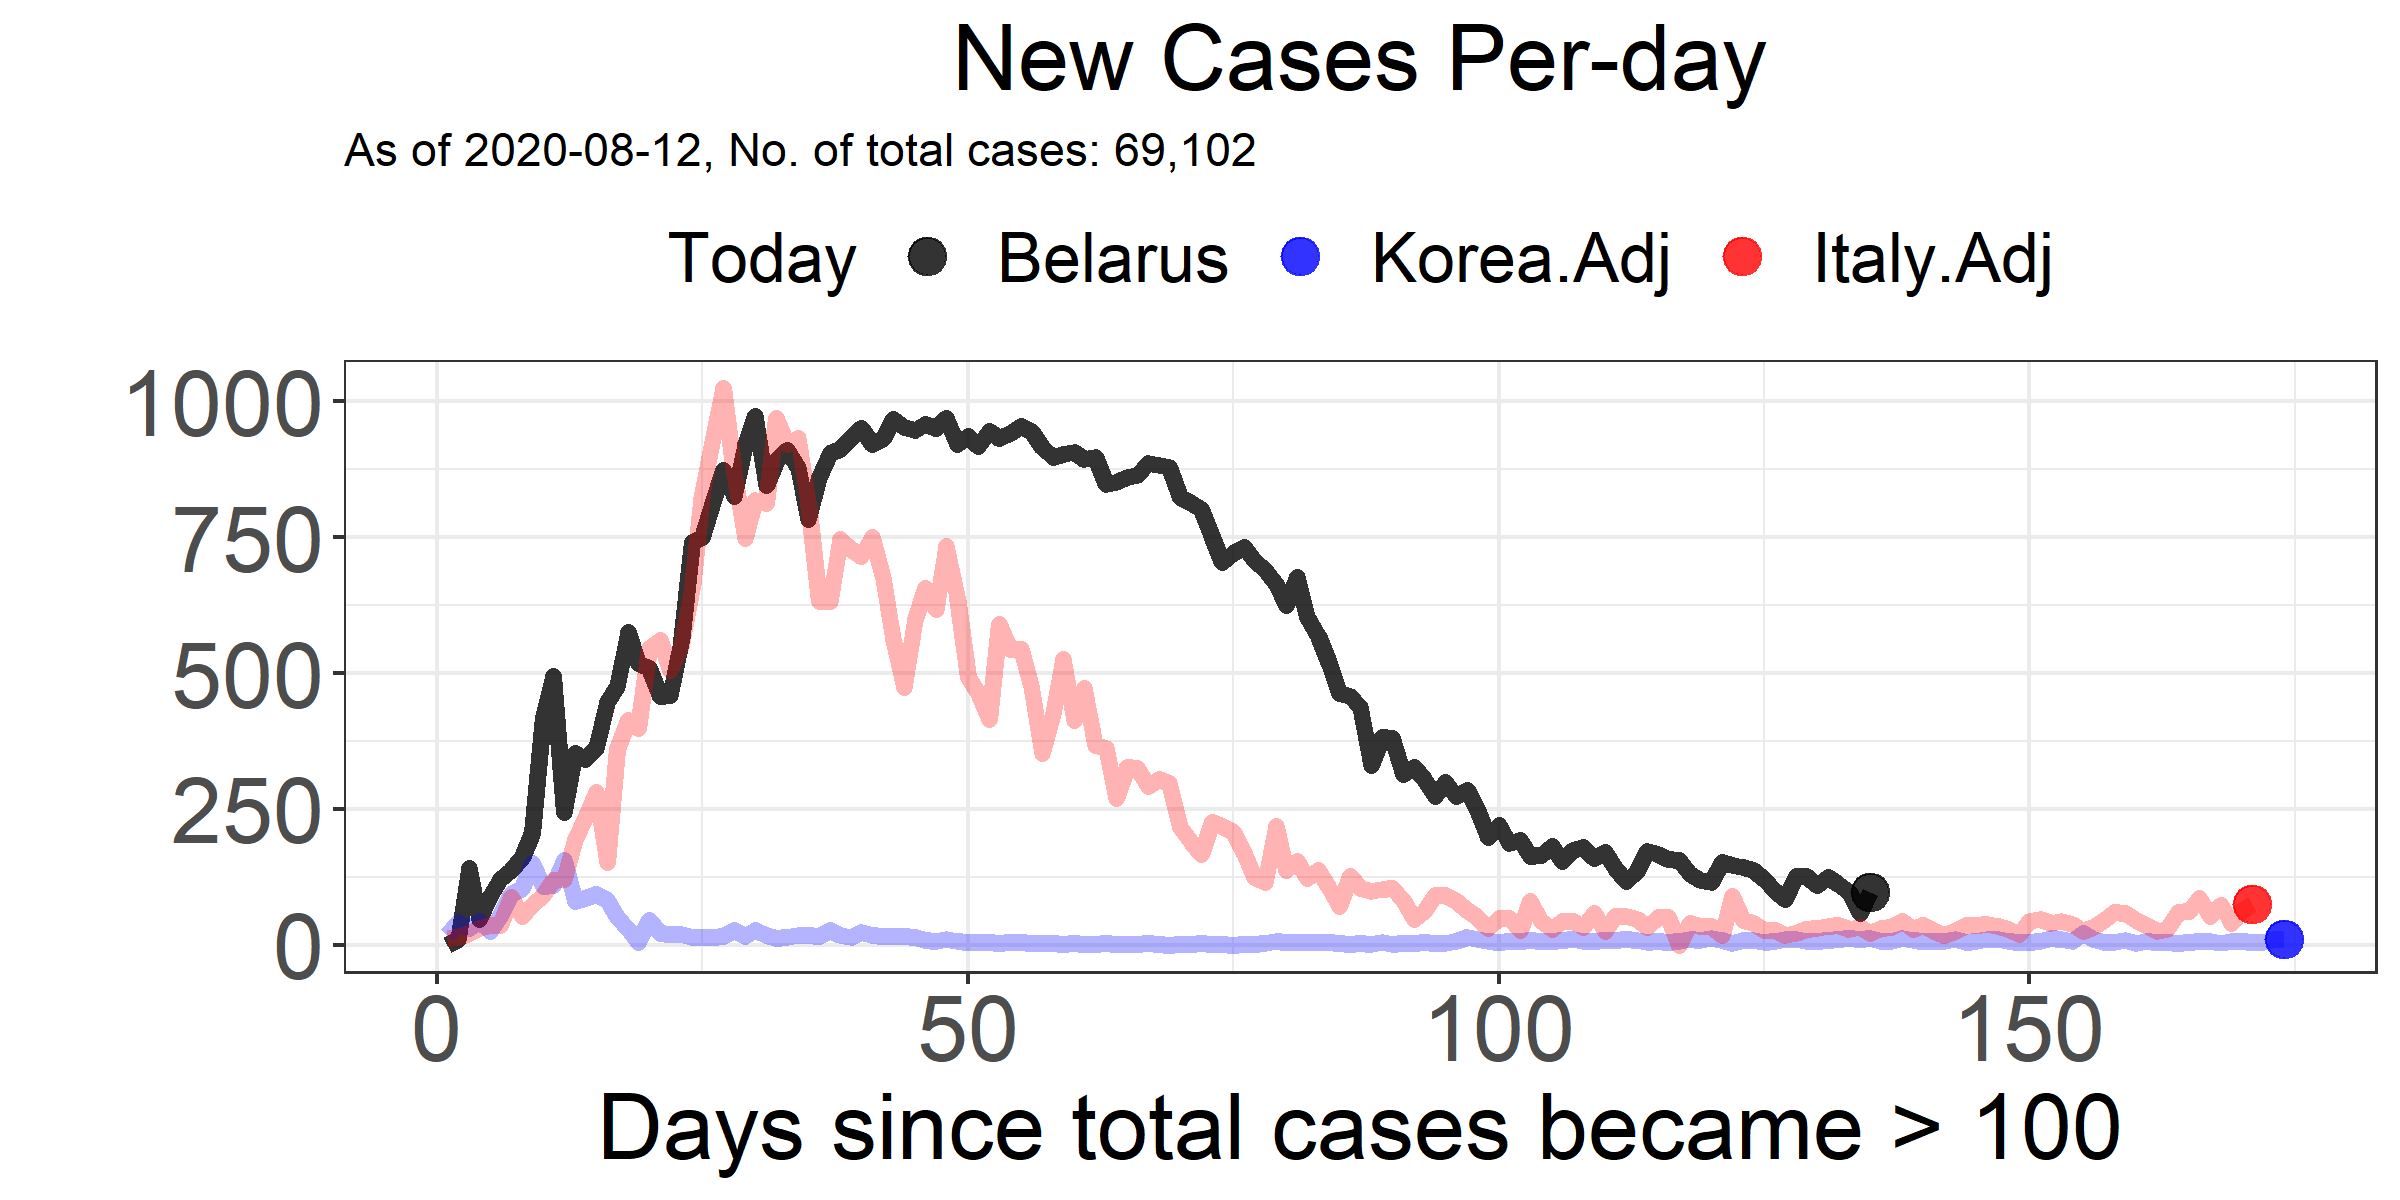 New Cases Per-day
As of 2020-08-12, No. of total cases: 69,102
Today Belarus Korea.Adj Italy.Adj
1000
750
500
250
0
0 50 100 150
Days since total cases became > 100